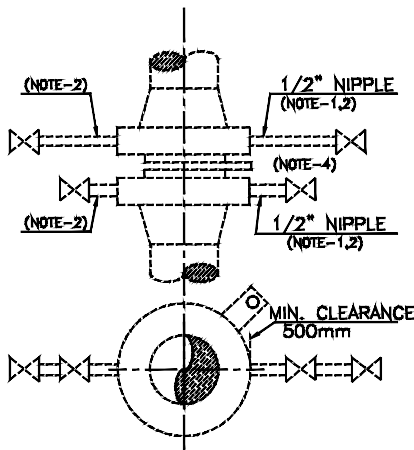 (NOTE-2)
1/2" NIPPLE
(NOTE-1,2)
(NOTE-4)
(NOTE-2)
1/2" NIPPLE
(NOTE-1,2)
MIN. CLEARANCE
500mm